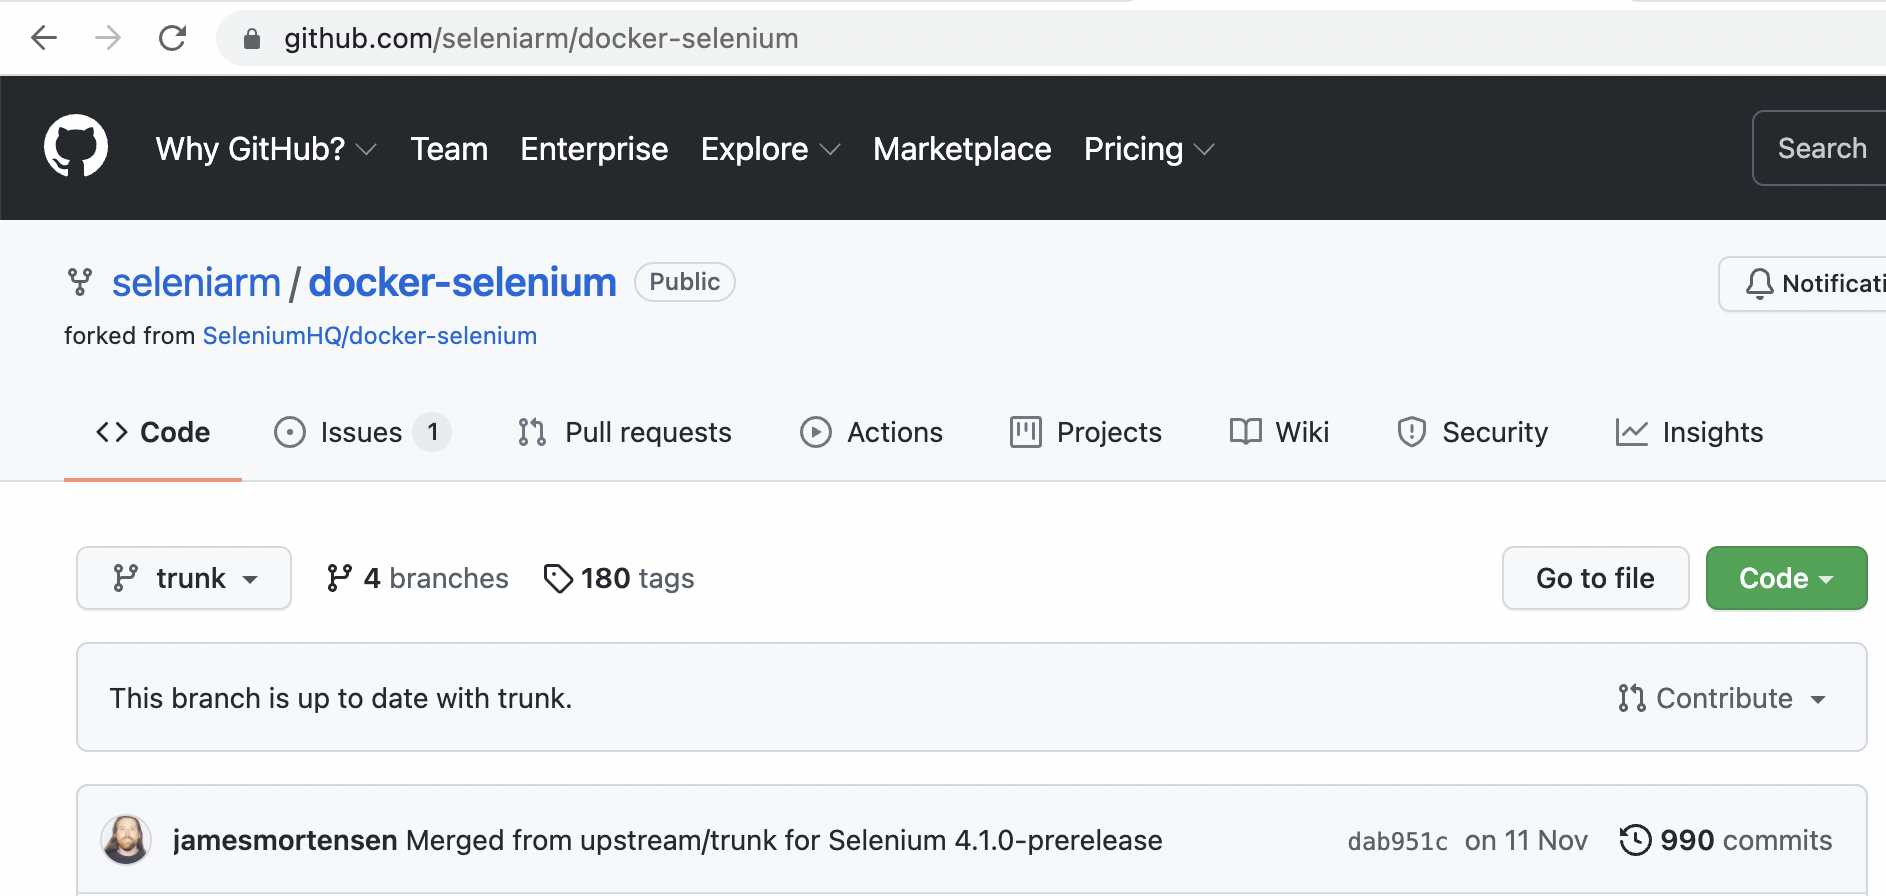 github.com/seleniarm/docker-selenium
Why GitHub? Team Enterprise Explore Marketplace Pricing Search
seleniarm / docker-selenium Public
forked from SeleniumHQ/docker-selenium
Code Issues 1 Pull requests Actions Projects Wiki Security Insights
trunk 4 branches 180 tags Go to file Code
This branch is up to date with trunk. Contribute
jamesmortensen Merged from upstream/trunk for Selenium 4.1.0-prerelease dab951c on 11 Nov 990 commits